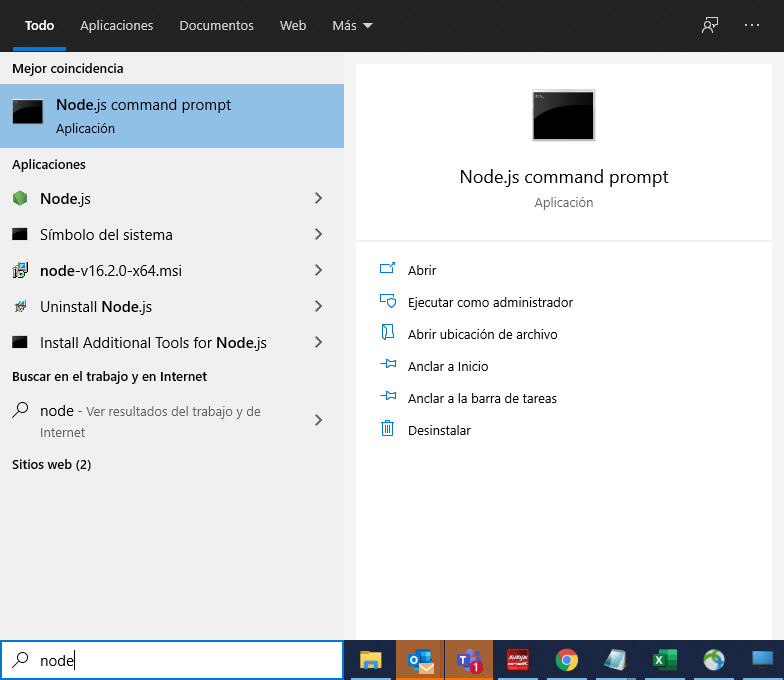 Todo Aplicaciones Documentos Web Más
Mejor coincidencia
Node.js command prompt
Aplicación
Aplicaciones
Node.js
Símbolo del sistema
node-v16.2.0-x64.msi
Uninstall Node.js
Install Additional Tools for Node.js
Buscar en el trabajo y en Internet
node - Ver resultados del trabajo y de
Internet
Sitios web (2)
Node.js command prompt
Aplicación
Abrir
Ejecutar como administrador
Abrir ubicación de archivo
Anclar a Inicio
Anclar a la barra de tareas
Desinstalar
node
1